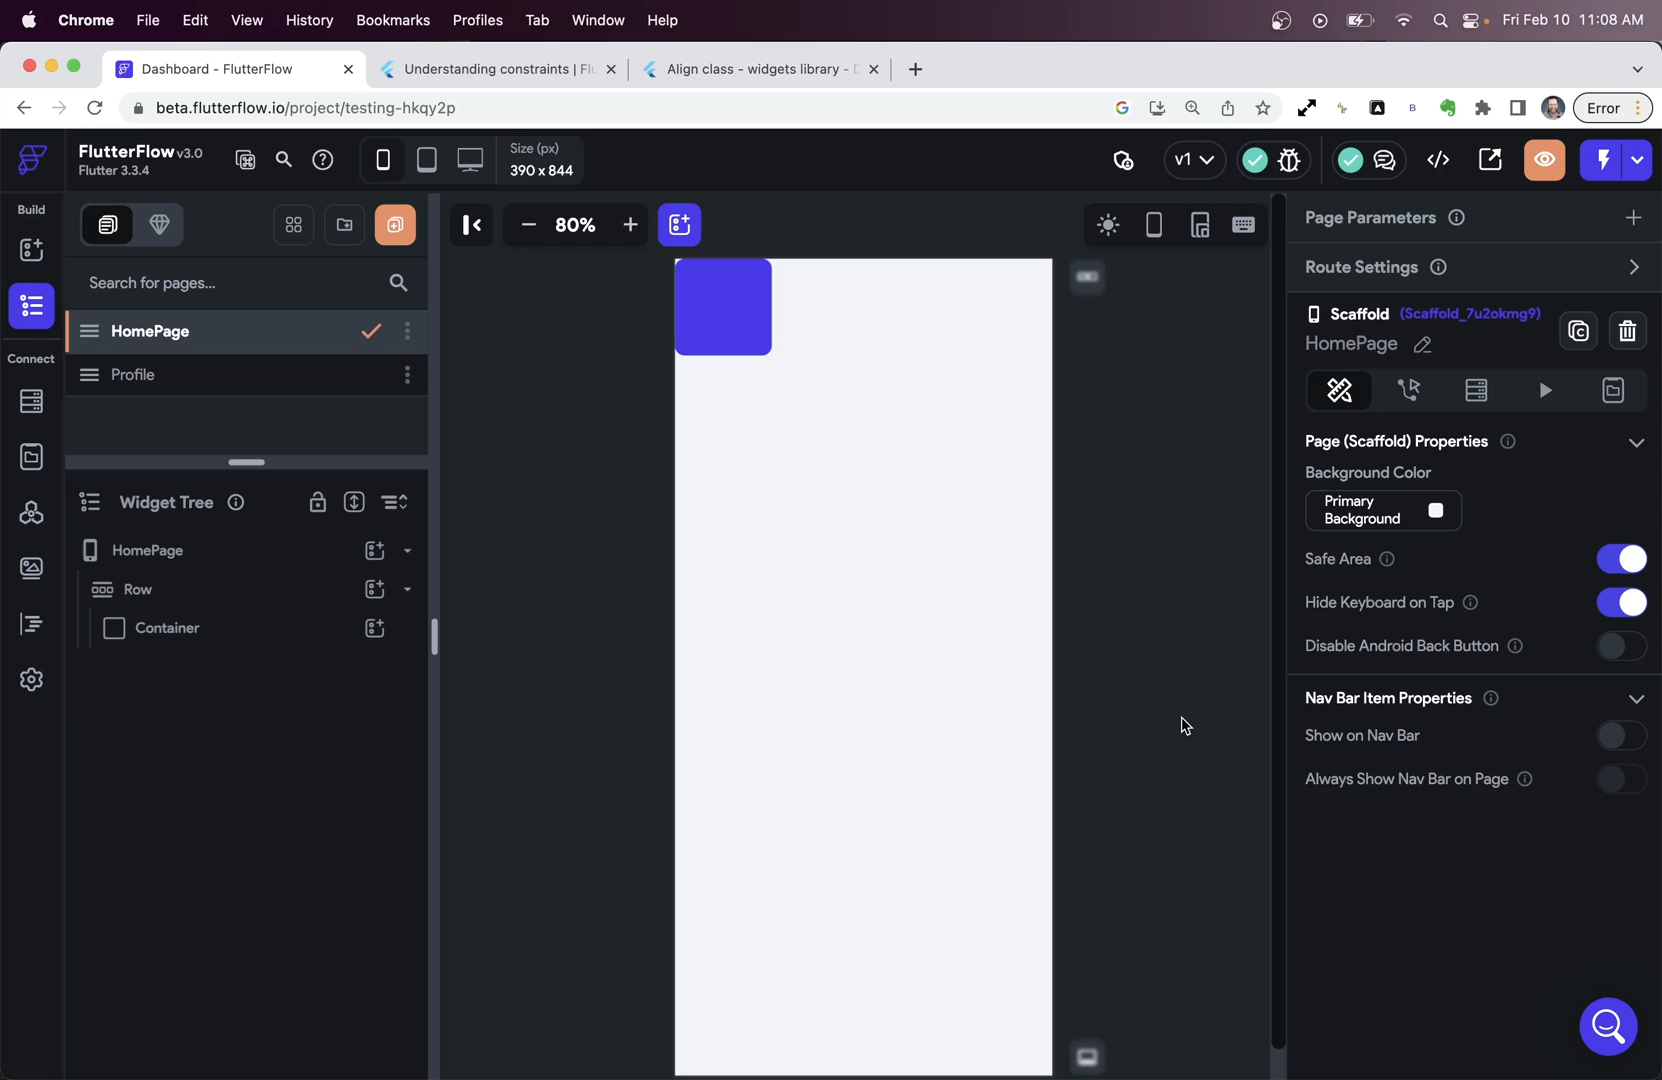 Chrome File Edit View History Bookmarks Profiles Tab Window Help Fri Feb 10 11:08 AM
Dashboard - FlutterFlow
Understanding constraints | Flu
Align class - widgets library - D
beta.flutterflow.io/project/testing-hkqy2p
B
Error
FlutterFlow v3.0
Flutter 3.3.4
Size (px)
390 x 844
v1
Build
80%
Page Parameters
Search for pages...
Route Settings
HomePage
Scaffold (Scaffold_7u2okmg9)
HomePage
Connect
Profile
Page (Scaffold) Properties
Background Color
Widget Tree
Primary
Background
HomePage
Safe Area
Row
Hide Keyboard on Tap
Container
Disable Android Back Button
Nav Bar Item Properties
Show on Nav Bar
Always Show Nav Bar on Page